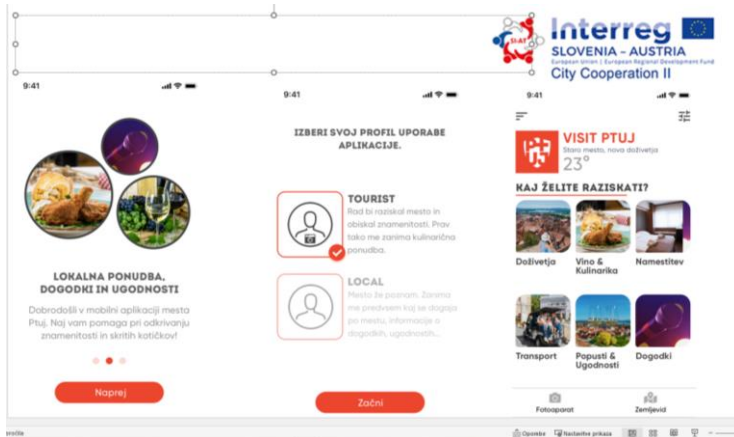 Interreg
SLOVENIA – AUSTRIA
European Union | European Regional Development Fund
City Cooperation II
SI-AT
9:41
LOKALNA PONUDBA,
DOGODKI IN UGODNOSTI
Dobrodošli v mobilni aplikaciji mesta
Ptuj. Naj vam pomaga pri odkrivanju
znamenitosti in skritih kotičkov!
Naprej
9:41
IZBERI SVOJ PROFIL UPORABE
APLIKACIJE.
TOURIST
Rad bi raziskal mesto in
obiskal znamenitosti. Prav
tako me zanima kulinarična
ponudba.
LOCAL
Mesto že poznam. Zanima
me predvsem kaj se dogaja
po mestu, informacije o
dogodkih, ugodnostih...
Začni
9:41
VISIT PTUJ
Staro mesto, nova doživetja
23°
KAJ ŽELITE RAZISKATI?
Doživetja
Vino &
Kulinarika
Namestitev
Transport
Popusti &
Ugodnosti
Dogodki
Fotoaparat
Zemljevid
Opombe
Nastavitve prikaza